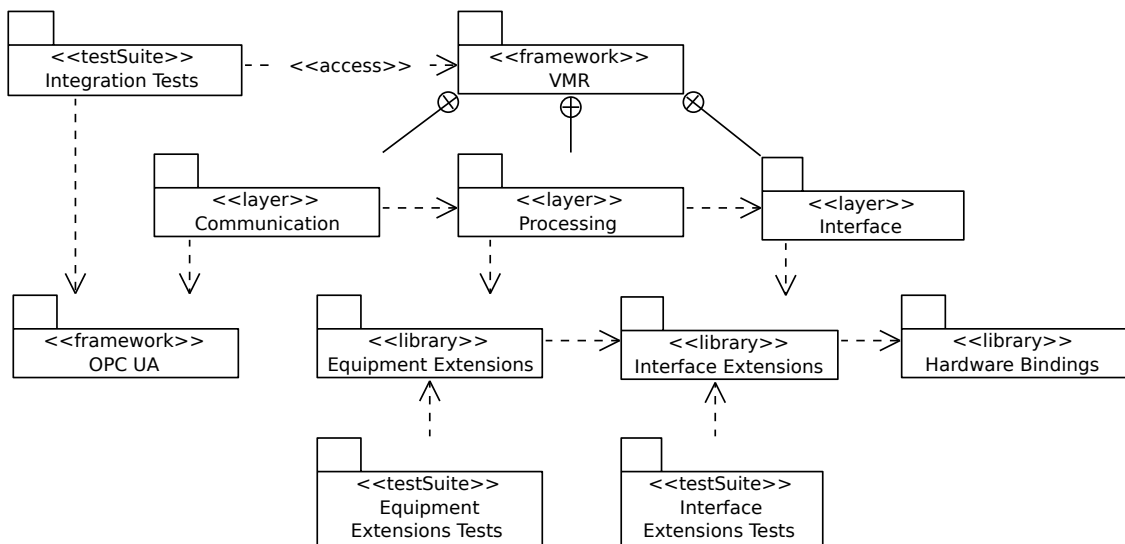 <<testSuite>>
Integration Tests
<<access>>
<<framework>>
VMR
<<layer>>
Communication
<<layer>>
Processing
<<layer>>
Interface
<<framework>>
OPC UA
<<library>>
Equipment Extensions
<<library>>
Interface Extensions
<<library>>
Hardware Bindings
<<testSuite>>
Equipment
Extensions Tests
<<testSuite>>
Interface
Extensions Tests